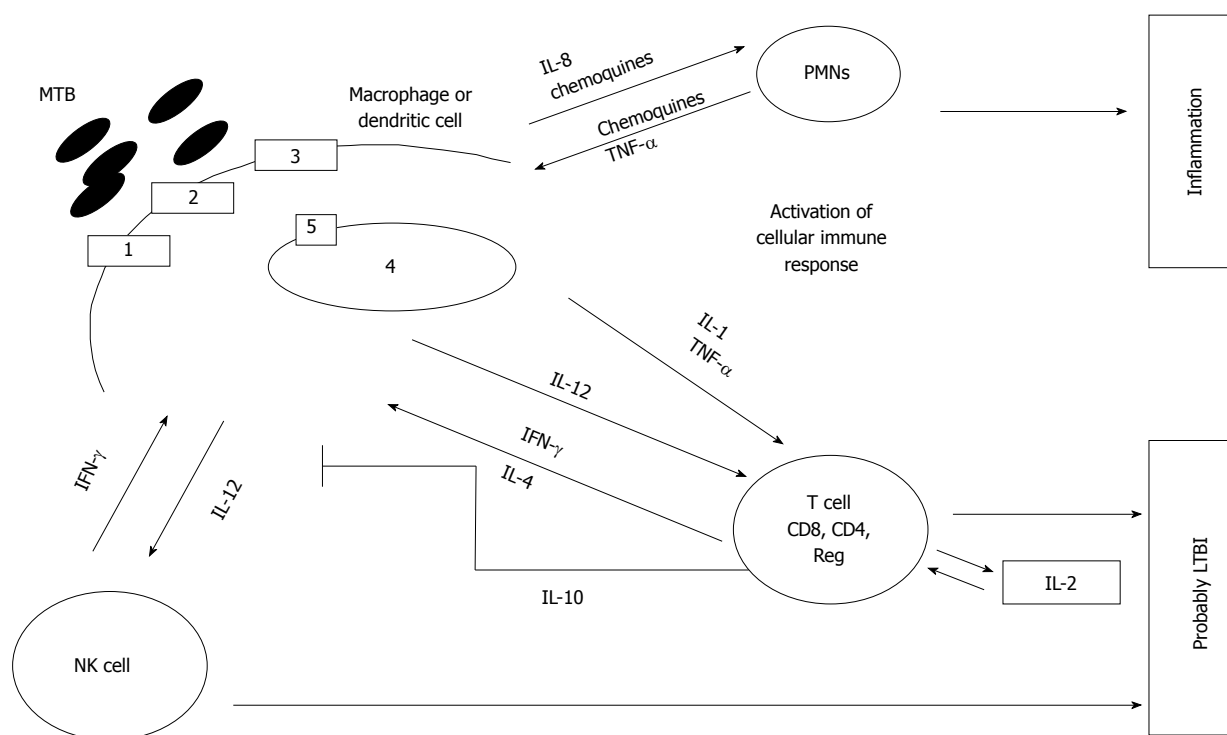 MTB
Macrophage or
dendritic cell
IL-8
chemoquines
Chemoquines
TNF-α
PMNs
Inflammation
1
2
3
4
5
Activation of
cellular immune
response
IL-1
TNF-α
IL-12
IFN-γ
IL-4
IFN-γ
IL-12
T cell
CD8, CD4,
Reg
IL-2
IL-10
NK cell
Probably LTBI